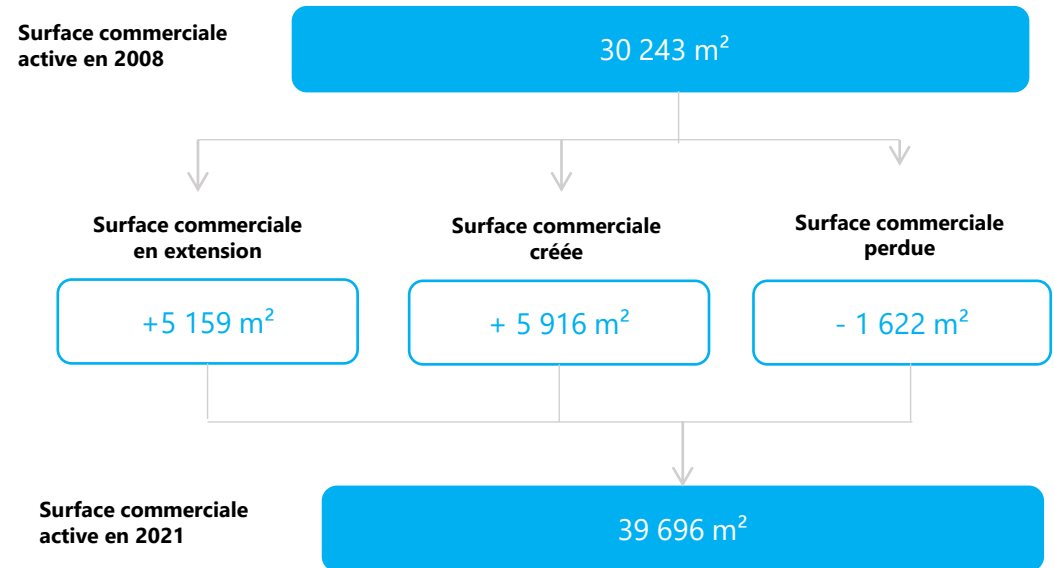 Surface commerciale
active en 2008
30 243 m²
Surface commerciale
en extension
Surface commerciale
créée
Surface commerciale
perdue
+5 159 m²
+ 5 916 m²
- 1 622 m²
Surface commerciale
active en 2021
39 696 m²